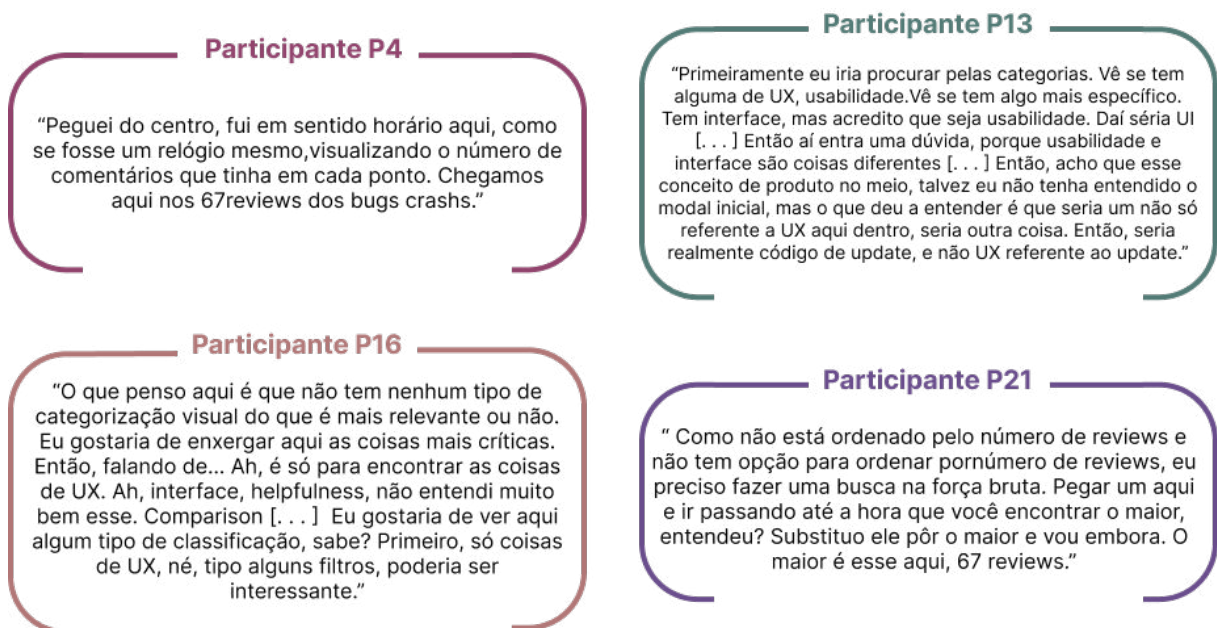 Participante P4
“Peguei do centro, fui em sentido horário aqui, como
se fosse um relógio mesmo,visualizando o número de
comentários que tinha em cada ponto. Chegamos
aqui nos 67reviews dos bugs crashs.”
Participante P13
“Primeiramente eu iria procurar pelas categorias. Vê se tem
alguma de UX, usabilidade.Vê se tem algo mais específico.
Tem interface, mas acredito que seja usabilidade. Daí séria UI
[. . . ] Então aí entra uma dúvida, porque usabilidade e
interface são coisas diferentes [. . . ] Então, acho que esse
conceito de produto no meio, talvez eu não tenha entendido o
modal inicial, mas o que deu a entender é que seria um não só
referente a UX aqui dentro, seria outra coisa. Então, seria
realmente código de update, e não UX referente ao update.”
Participante P16
“O que penso aqui é que não tem nenhum tipo de
categorização visual do que é mais relevante ou não.
Eu gostaria de enxergar aqui as coisas mais críticas.
Então, falando de... Ah, é só para encontrar as coisas
de UX. Ah, interface, helpfulness, não entendi muito
bem esse. Comparison [. . . ] Eu gostaria de ver aqui
algum tipo de classificação, sabe? Primeiro, só coisas
de UX, né, tipo alguns filtros, poderia ser
interessante.”
Participante P21
“ Como não está ordenado pelo número de reviews e
não tem opção para ordenar pornúmero de reviews, eu
preciso fazer uma busca na força bruta. Pegar um aqui
e ir passando até a hora que você encontrar o maior,
entendeu? Substituo ele pôr o maior e vou embora. O
maior é esse aqui, 67 reviews.”